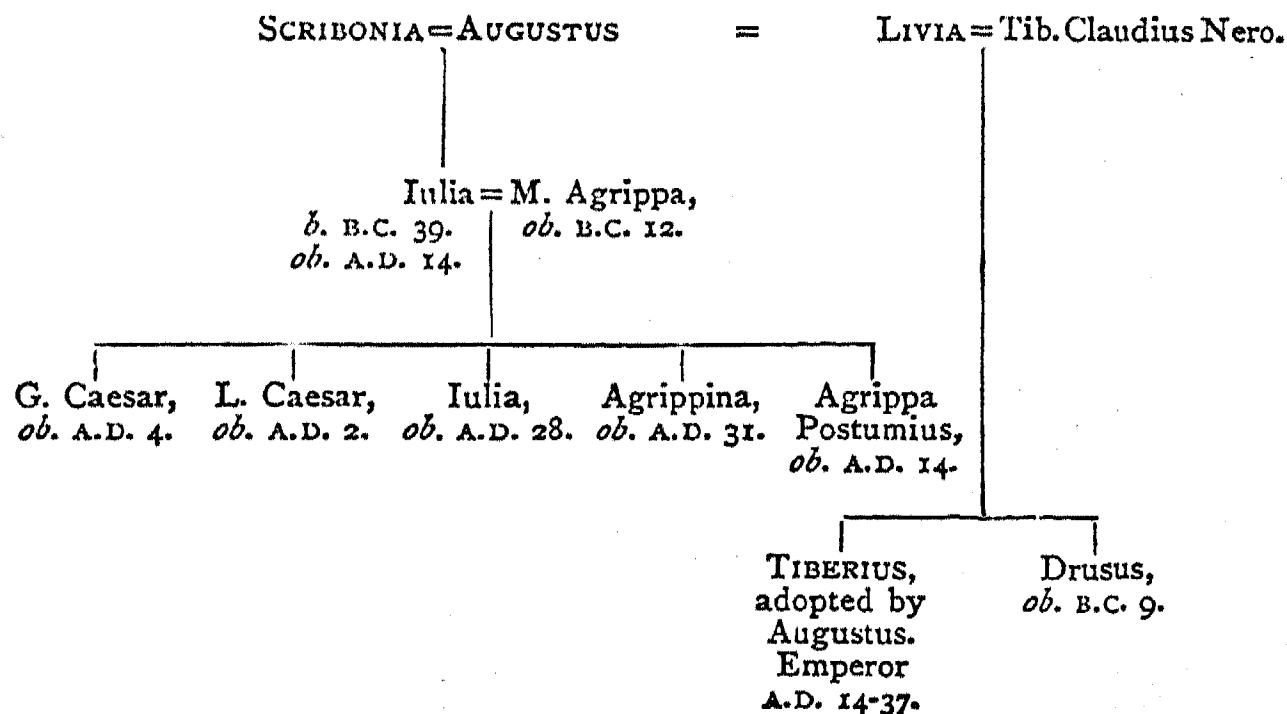 SCRIBONIA=AUGUSTUS = LIVIA=Tib. Claudius Nero.
Iulia=M. Agrippa,
b. B.C. 39. ob. B.C. 12.
ob. A.D. 14.
G. Caesar, L. Caesar, Iulia, Agrippina, Agrippa
ob. A.D. 4. ob. A.D. 2. ob. A.D. 28. ob. A.D. 31. Postumius,
ob. A.D. 14.
TIBERIUS, Drusus,
adopted by ob. B.C. 9.
Augustus.
Emperor
A.D. 14-37.